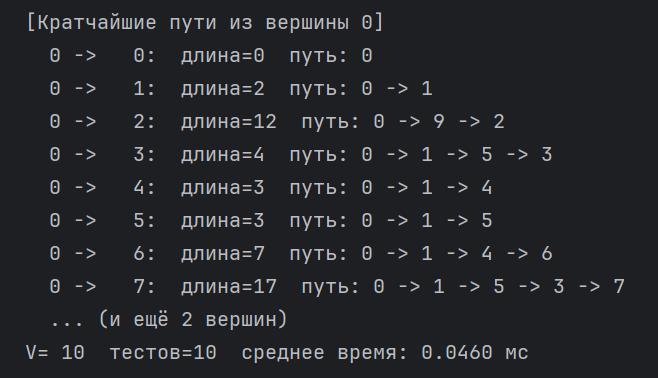 [Кратчайшие пути из вершины 0]
0 ->   0:  длина=0  путь: 0
0 ->   1:  длина=2  путь: 0 -> 1
0 ->   2:  длина=12  путь: 0 -> 9 -> 2
0 ->   3:  длина=4  путь: 0 -> 1 -> 5 -> 3
0 ->   4:  длина=3  путь: 0 -> 1 -> 4
0 ->   5:  длина=3  путь: 0 -> 1 -> 5
0 ->   6:  длина=7  путь: 0 -> 1 -> 4 -> 6
0 ->   7:  длина=17  путь: 0 -> 1 -> 5 -> 3 -> 7
... (и ещё 2 вершин)
V= 10  тестов=10  среднее время: 0.0460 мс